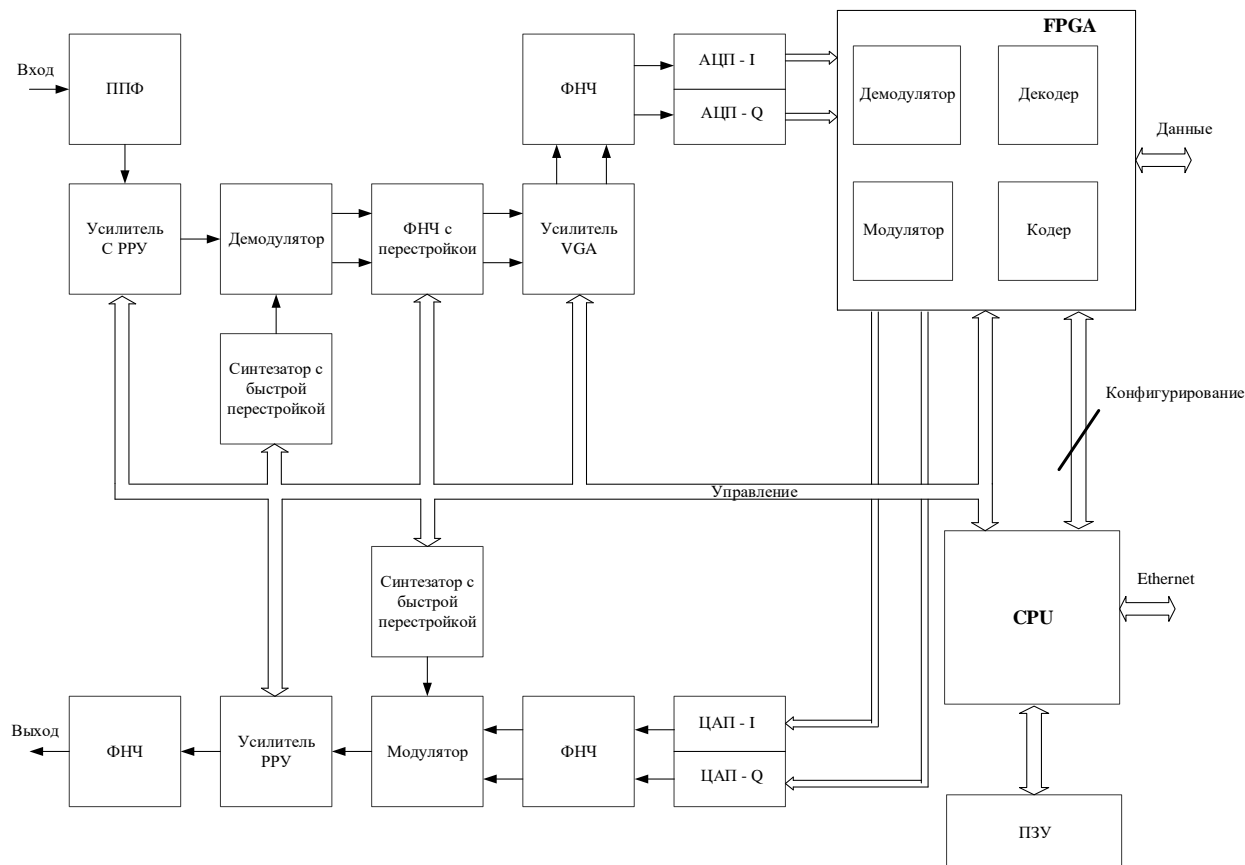 FPGA
Вход
ППФ
ФНЧ
АЦП - I
АЦП - Q
Демодулятор
Декодер
Данные
Усилитель
С РРУ
Демодулятор
ФНЧ с
перестройкои
Усилитель
VGA
Модулятор
Кодер
Синтезатор с
быстрой
перестройкой
Конфигурирование
Управление
Синтезатор с
быстрой
перестройкой
CPU
Ethernet
Выход
ФНЧ
Усилитель
РРУ
Модулятор
ФНЧ
ЦАП - I
ЦАП - Q
ПЗУ